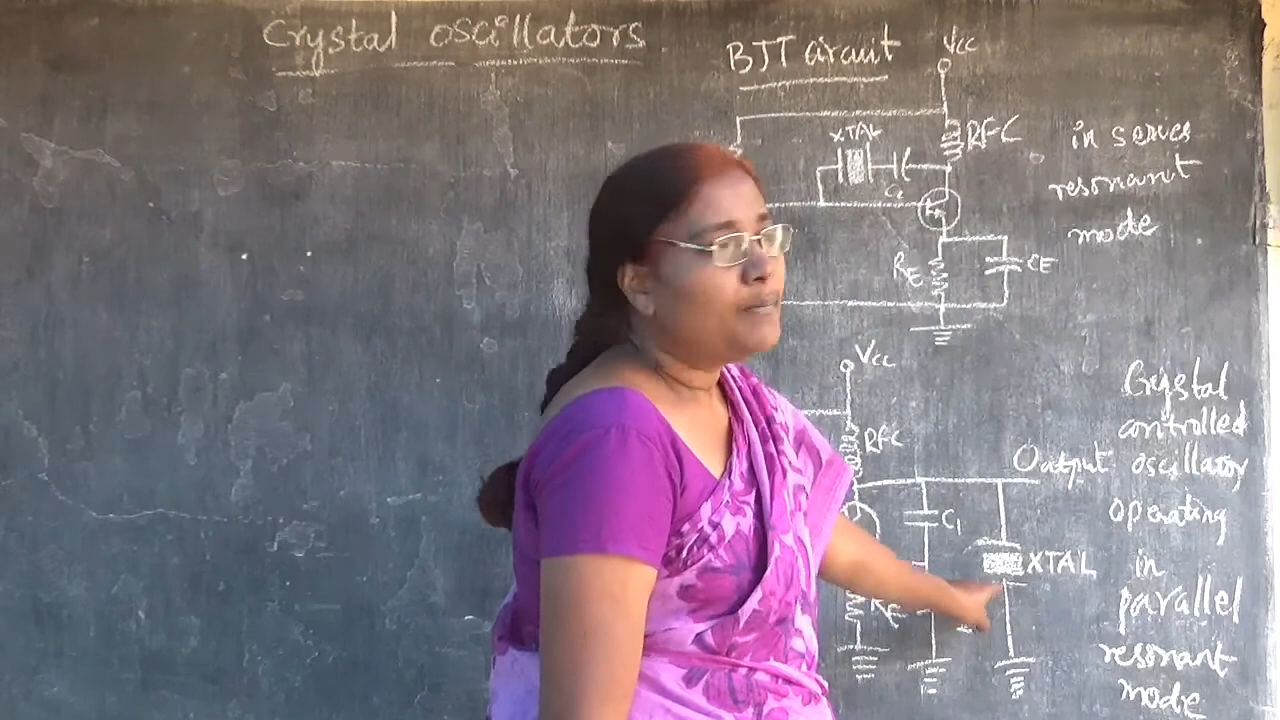 Crystal oscillators
BJT circuit
VCC
XTAL
RFC
in series
resonant
mode
RE
CE
VCC
RFC
Crystal
controlled
Output oscillator
C1
operating
XTAL
in
RE
parallel
resonant
mode